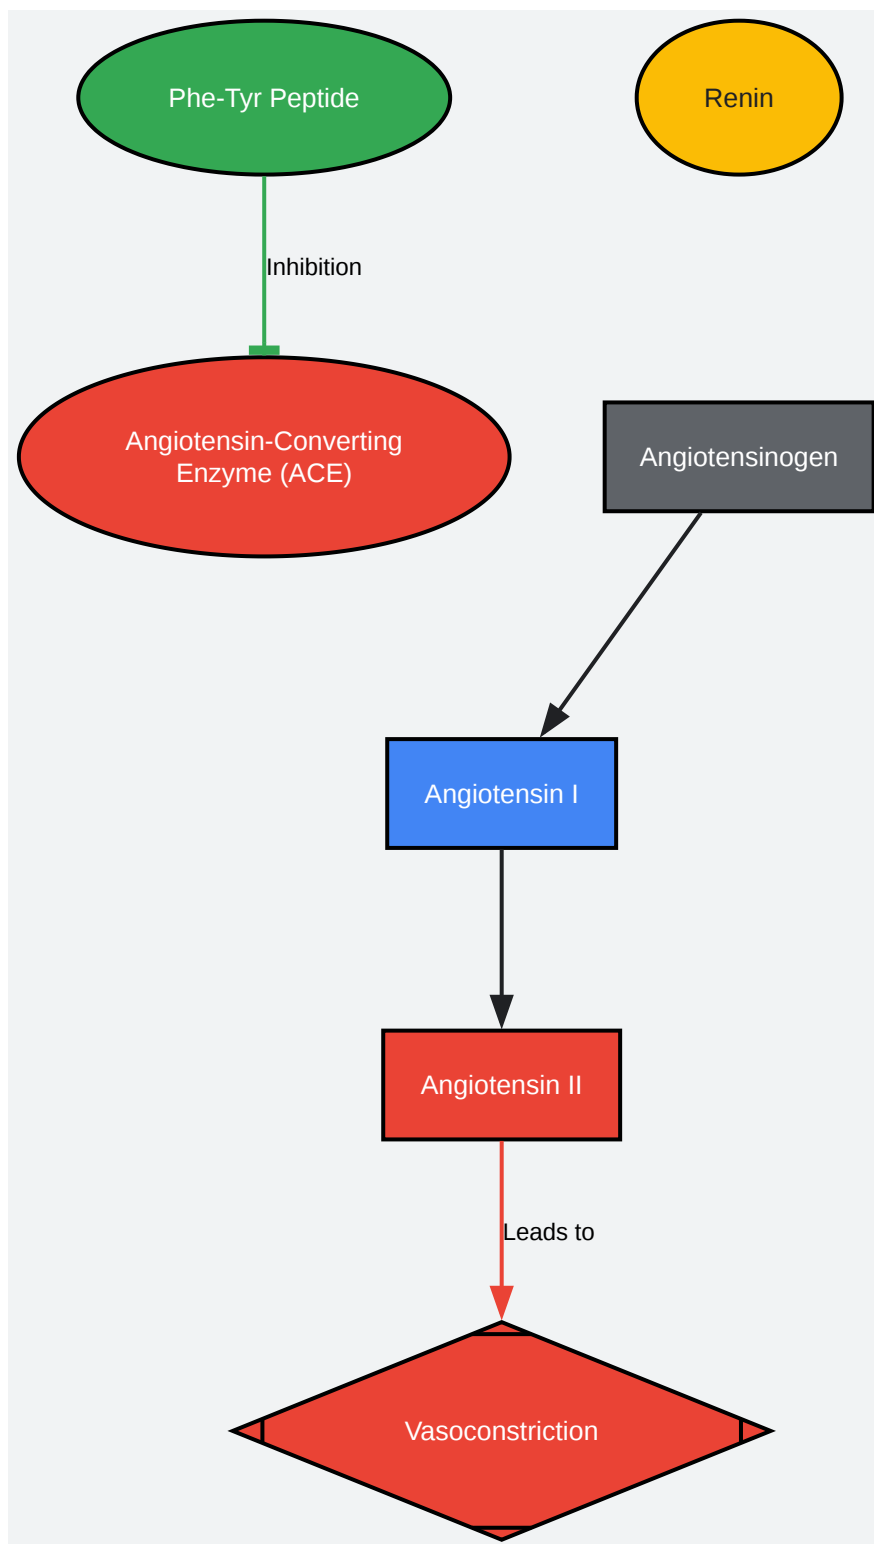 Phe-Tyr Peptide
Renin
Inhibition
Angiotensin-Converting
Enzyme (ACE)
Angiotensinogen
Angiotensin I
Angiotensin II
Leads to
Vasoconstriction